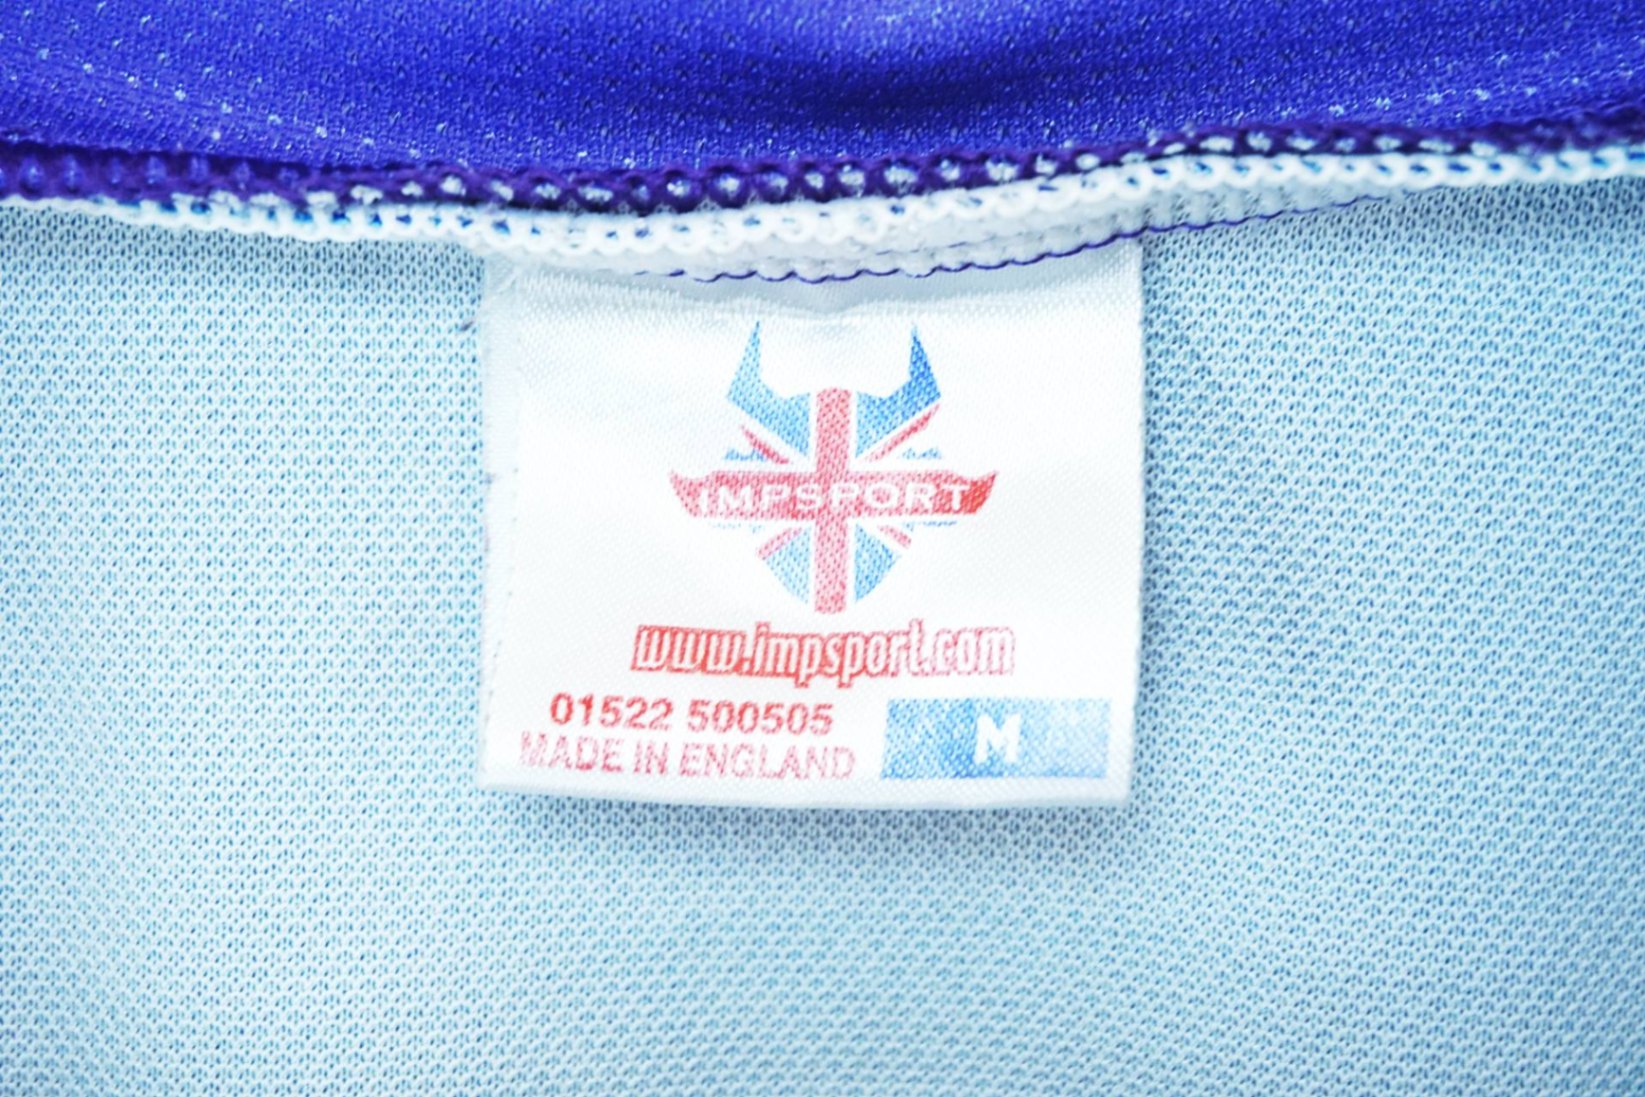 IMPSPORT
www.impsport.com
01522 500505
MADE IN ENGLAND
M